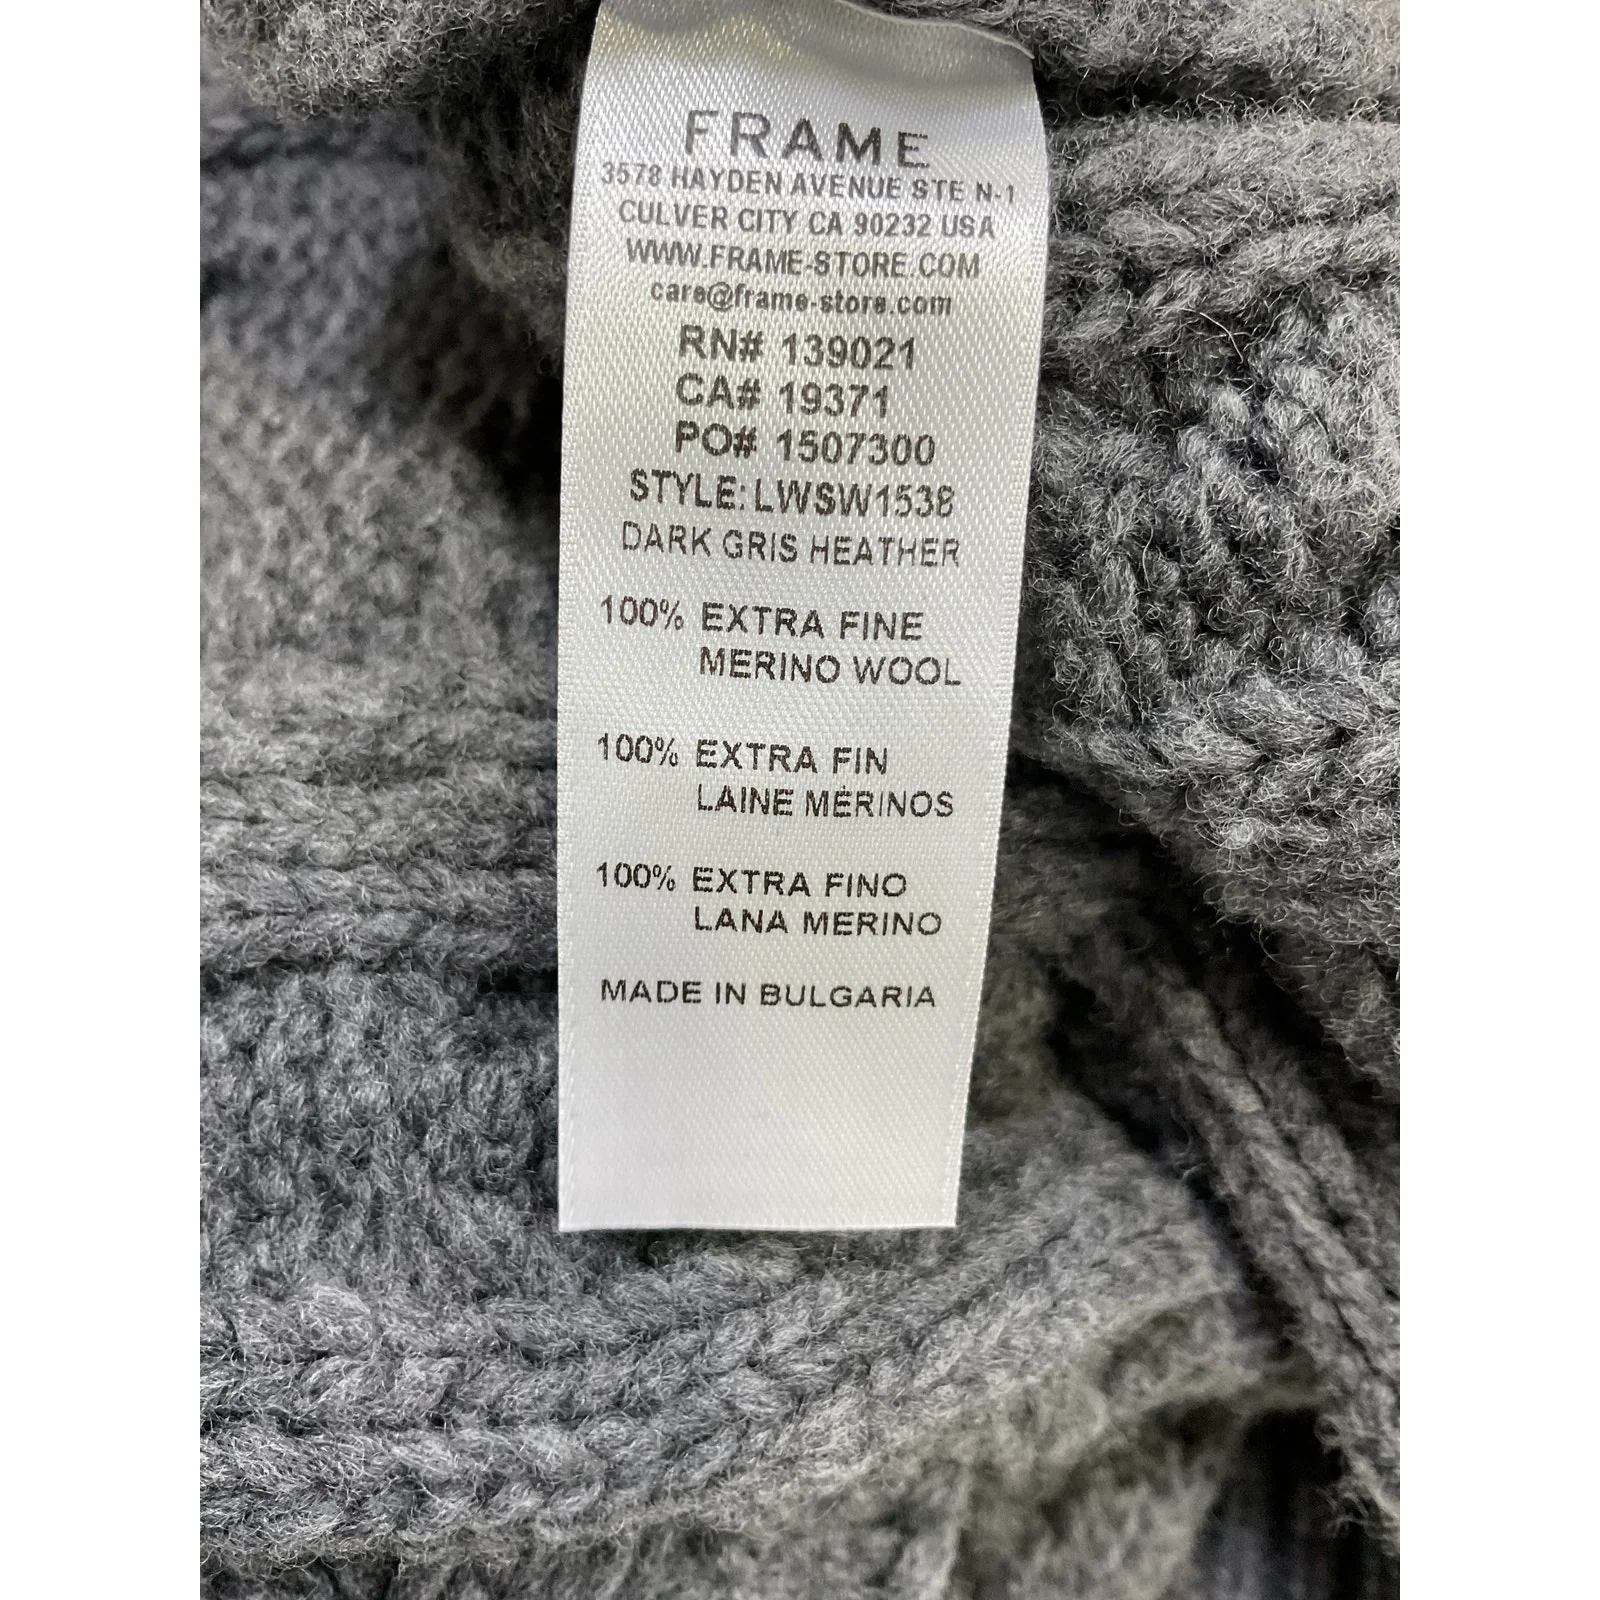 FRAME
3578 HAYDEN AVENUE STE N-1
CULVER CITY CA 90232 USA
WWW.FRAME-STORE.COM
care@frame-store.com
RN# 139021
CA# 19371
PO# 1507300
STYLE: LWSW1538
DARK GRIS HEATHER
100% EXTRA FINE
MERINO WOOL
100% EXTRA FIN
LAINE MÉRINOS
100% EXTRA FINO
LANA MERINO
MADE IN BULGARIA